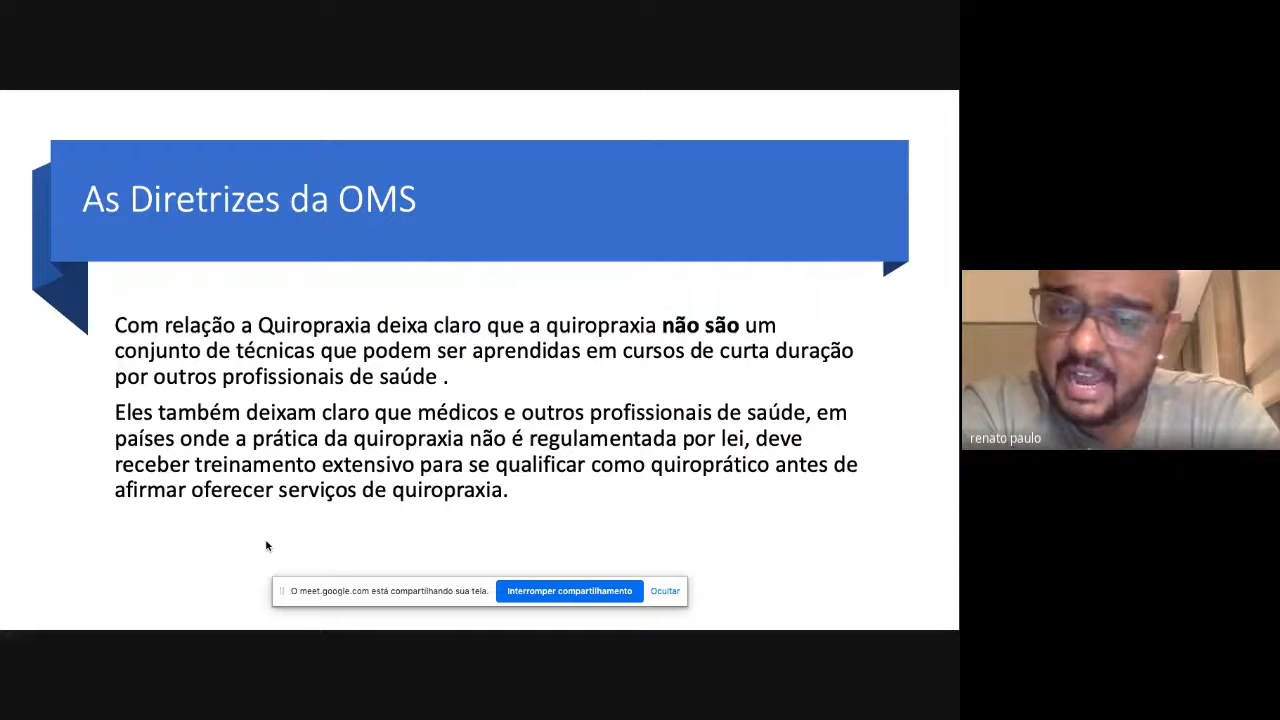 As Diretrizes da OMS
Com relação a Quiropraxia deixa claro que a quiropraxia não são um
conjunto de técnicas que podem ser aprendidas em cursos de curta duração
por outros profissionais de saúde .
Eles também deixam claro que médicos e outros profissionais de saúde, em
países onde a prática da quiropraxia não é regulamentada por lei, deve
receber treinamento extensivo para se qualificar como quiroprático antes de
afirmar oferecer serviços de quiropraxia.
renato paulo
O meet.google.com está compartilhando sua tela. Interromper compartilhamento Ocultar